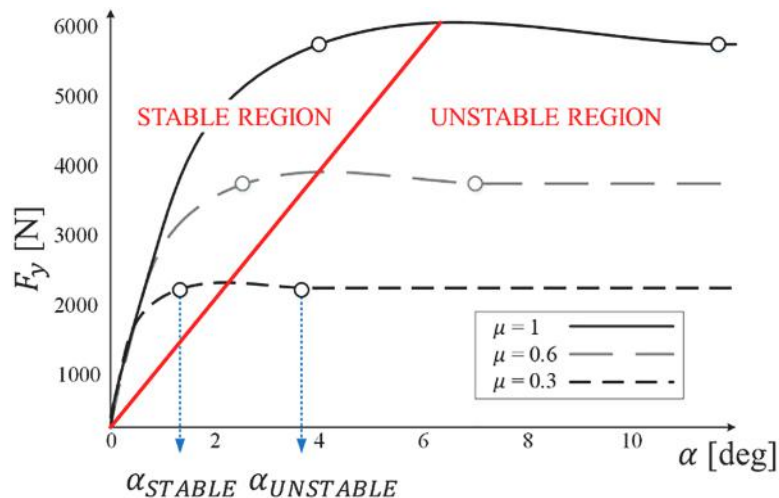 6000
5000
4000
3000
2000
1000
F_y [N]
STABLE REGION
UNSTABLE REGION
μ = 1
μ = 0.6
μ = 0.3
0 2 4 6 8 10
α [deg]
α_STABLE α_UNSTABLE